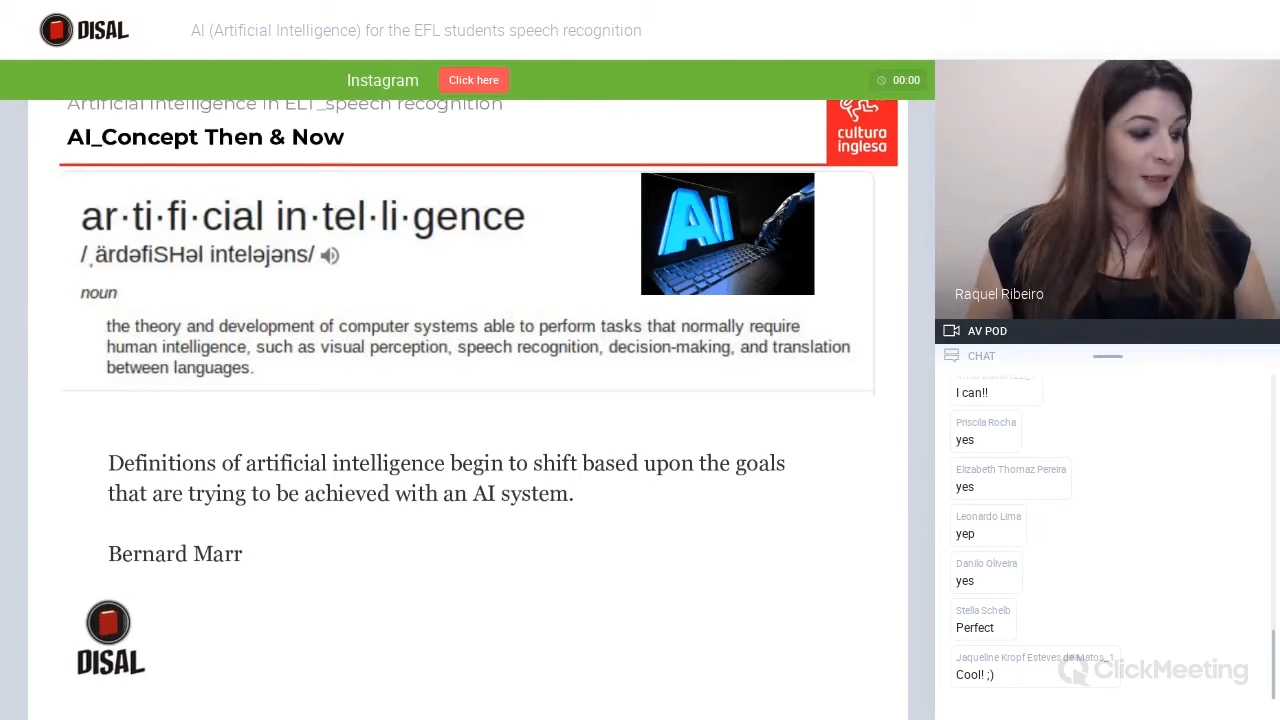 DISAL
AI (Artificial Intelligence) for the EFL students speech recognition
Instagram
Click here
00:00
Artificial Intelligence in ELT_speech recognition
AI_Concept Then & Now
cultura
inglesa
ar·ti·fi·cial in·tel·li·gence
/ˌärdəfiSHəl inteləjəns/
noun
AI
the theory and development of computer systems able to perform tasks that normally require
human intelligence, such as visual perception, speech recognition, decision-making, and translation
between languages.
Definitions of artificial intelligence begin to shift based upon the goals
that are trying to be achieved with an AI system.
Bernard Marr
DISAL
Raquel Ribeiro
AV POD
CHAT
I can!!
Priscila Rocha
yes
Elizabeth Thomaz Pereira
yes
Leonardo Lima
yep
Danilo Oliveira
yes
Stella Schelb
Perfect
Jaqueline Kropf Esteves de Matos_1
Cool! ;)
ClickMeeting